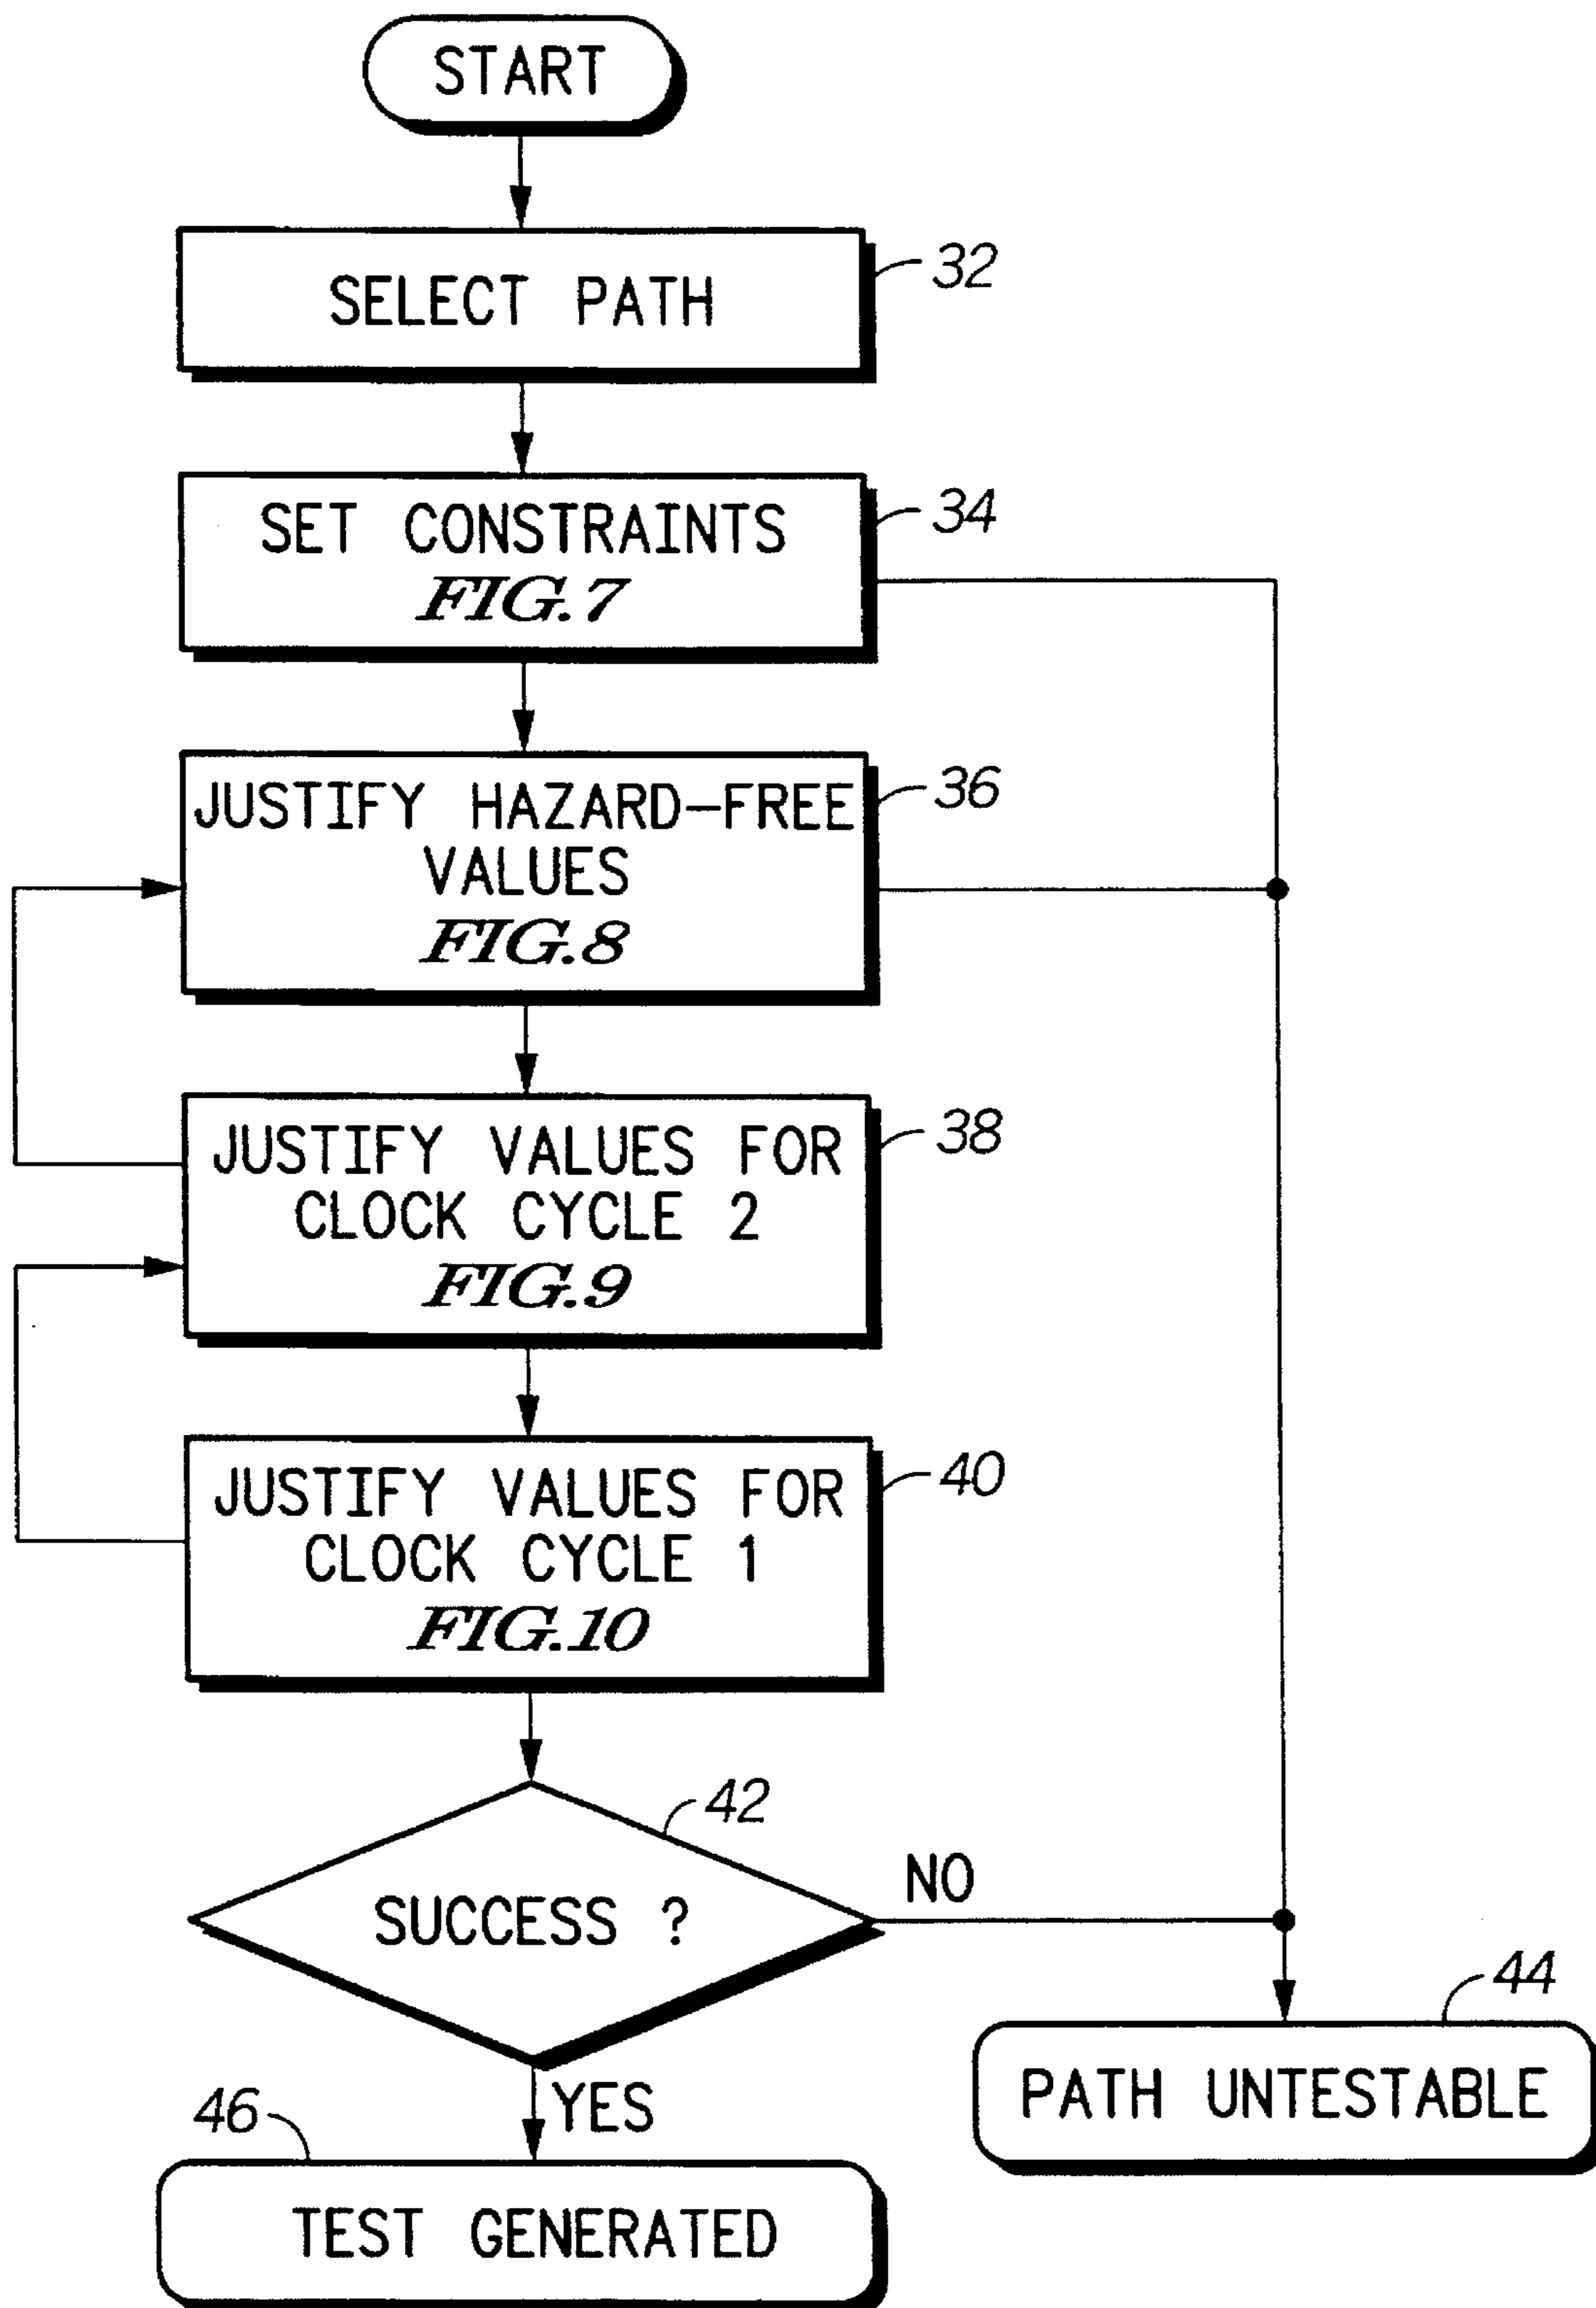 START
SELECT PATH
32
SET CONSTRAINTS
FIG.7
34
JUSTIFY HAZARD-FREE
VALUES
FIG.8
36
JUSTIFY VALUES FOR
CLOCK CYCLE 2
FIG.9
38
JUSTIFY VALUES FOR
CLOCK CYCLE 1
FIG.10
40
42
SUCCESS ?
NO
YES
44
PATH UNTESTABLE
46
TEST GENERATED